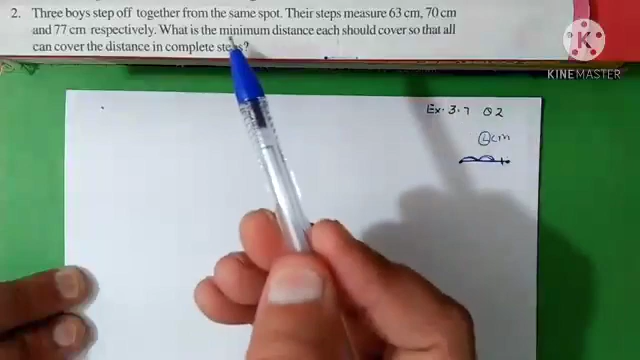 2. Three boys step off together from the same spot. Their steps measure 63 cm, 70 cm
and 77 cm respectively. What is the minimum distance each should cover so that all
can cover the distance in complete steps?
K
KINEMASTER
Ex. 3.7 Q2
cm